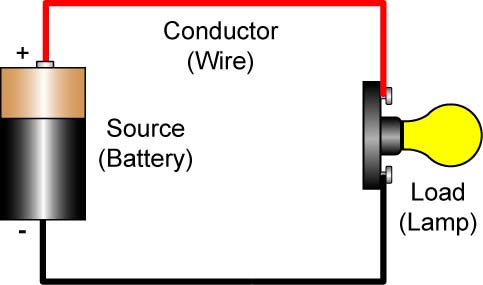 Conductor
(Wire)
+
Source
(Battery)
-
Load
(Lamp)